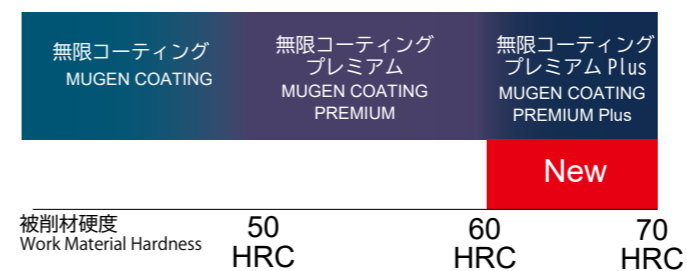 無限コーティング
MUGEN COATING
無限コーティング
プレミアム
MUGEN COATING
PREMIUM
無限コーティング
プレミアム Plus
MUGEN COATING
PREMIUM Plus
New
被削材硬度
Work Material Hardness
50
HRC
60
HRC
70
HRC